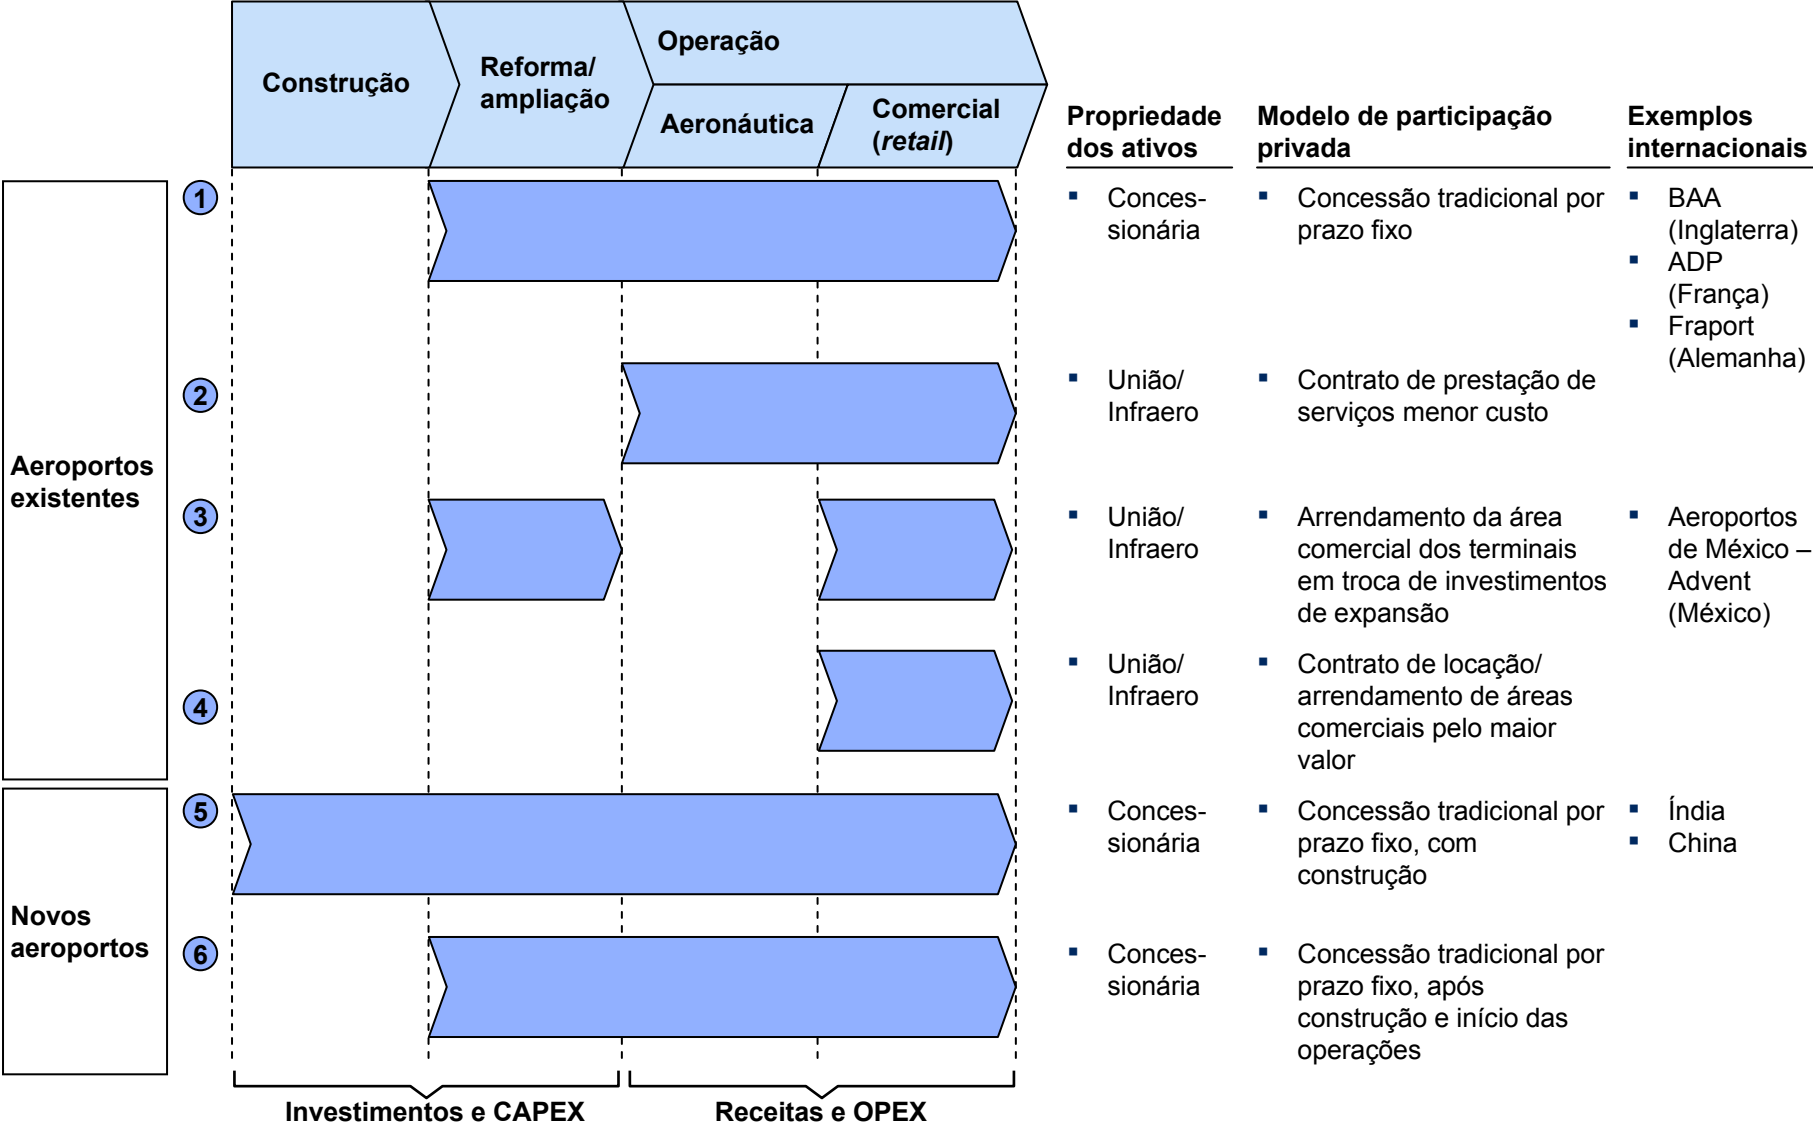 Construção
Reforma/
ampliação
Operação
Aeronáutica
Comercial
(retail)
Propriedade
dos ativos
Modelo de participação
privada
Exemplos
internacionais
Aeroportos
existentes
1
▪ Conces-
sionária
▪ Concessão tradicional por
prazo fixo
▪ BAA
(Inglaterra)
▪ ADP
(França)
▪ Fraport
(Alemanha)
2
▪ União/
Infraero
▪ Contrato de prestação de
serviços menor custo
3
▪ União/
Infraero
▪ Arrendamento da área
comercial dos terminais
em troca de investimentos
de expansão
▪ Aeroportos
de México –
Advent
(México)
4
▪ União/
Infraero
▪ Contrato de locação/
arrendamento de áreas
comerciais pelo maior
valor
Novos
aeroportos
5
▪ Conces-
sionária
▪ Concessão tradicional por
prazo fixo, com
construção
▪ Índia
▪ China
6
▪ Conces-
sionária
▪ Concessão tradicional por
prazo fixo, após
construção e início das
operações
Investimentos e CAPEX
Receitas e OPEX